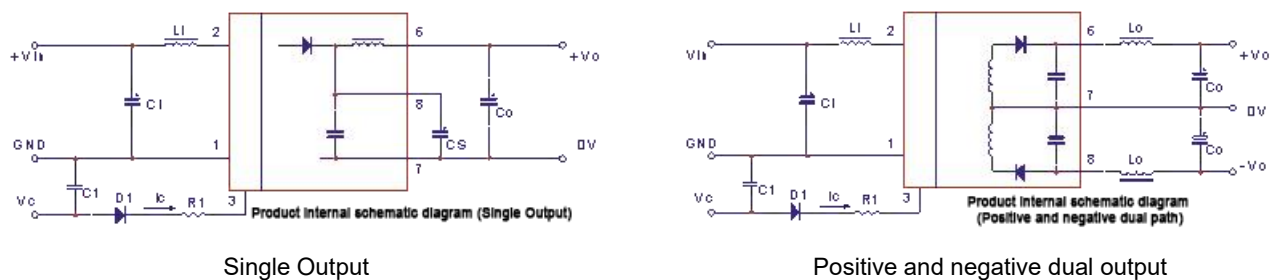 +VIn
LI
2
6
+Vo
CI
8
Co
CS
GND
1
7
0V
C1
D1
Ic
R1
3
Vc
Product Internal schematic diagram (Single Output)
Single Output
VIn
LI
2
6
Lo
+Vo
CI
Co
7
0V
GND
1
Co
8
Lo
-Vo
C1
D1
Ic
R1
3
Vc
Product Internal schematic diagram
(Positive and negative dual path)
Positive and negative dual output